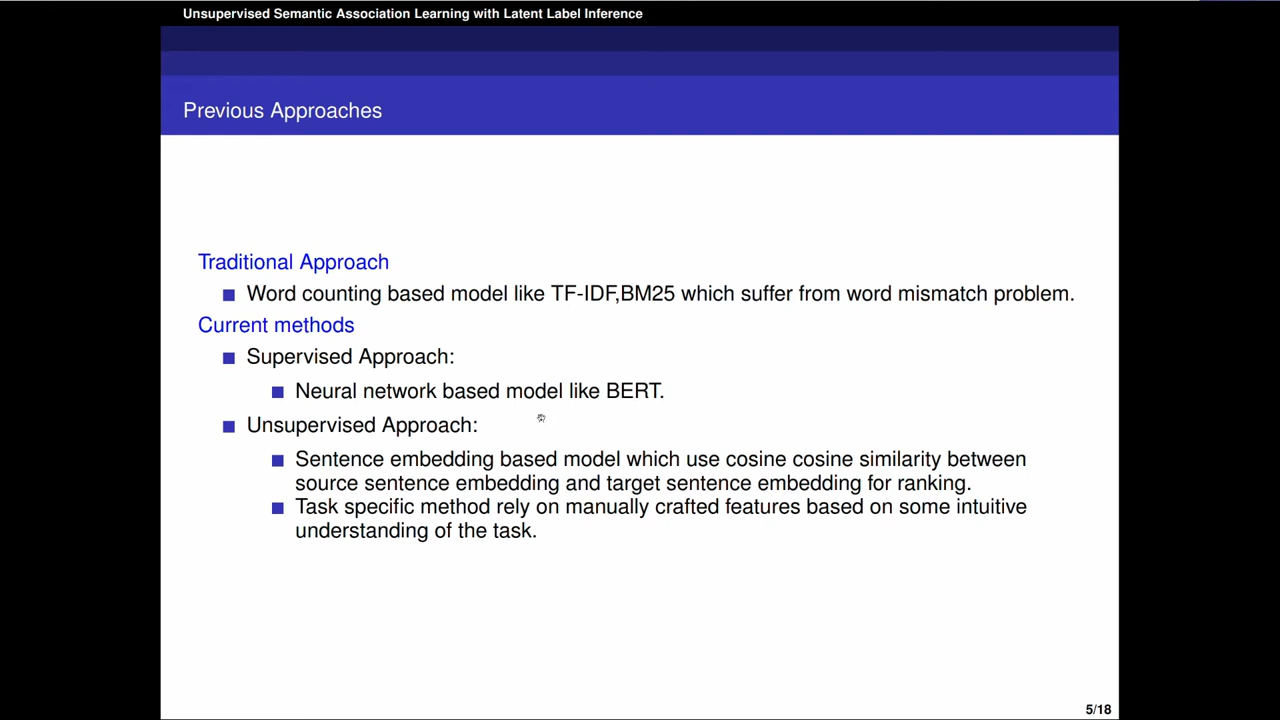 Unsupervised Semantic Association Learning with Latent Label Inference
Previous Approaches
Traditional Approach
Word counting based model like TF-IDF,BM25 which suffer from word mismatch problem.
Current methods
Supervised Approach:
Neural network based model like BERT.
Unsupervised Approach:
Sentence embedding based model which use cosine cosine similarity between
source sentence embedding and target sentence embedding for ranking.
Task specific method rely on manually crafted features based on some intuitive
understanding of the task.
5/18